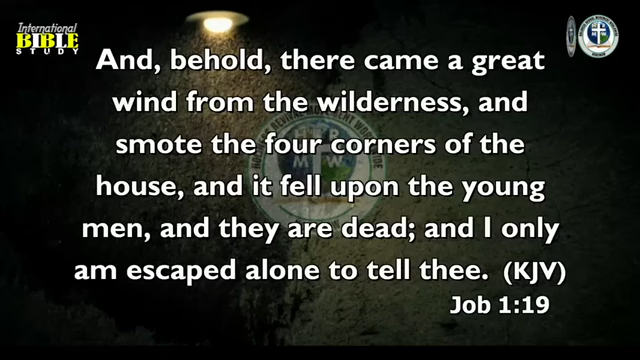 International
BIBLE
STUDY
And, behold, there came a great
wind from the wilderness, and
smote the four corners of the
house, and it fell upon the young
men, and they are dead; and I only
am escaped alone to tell thee. (KJV)
Job 1:19